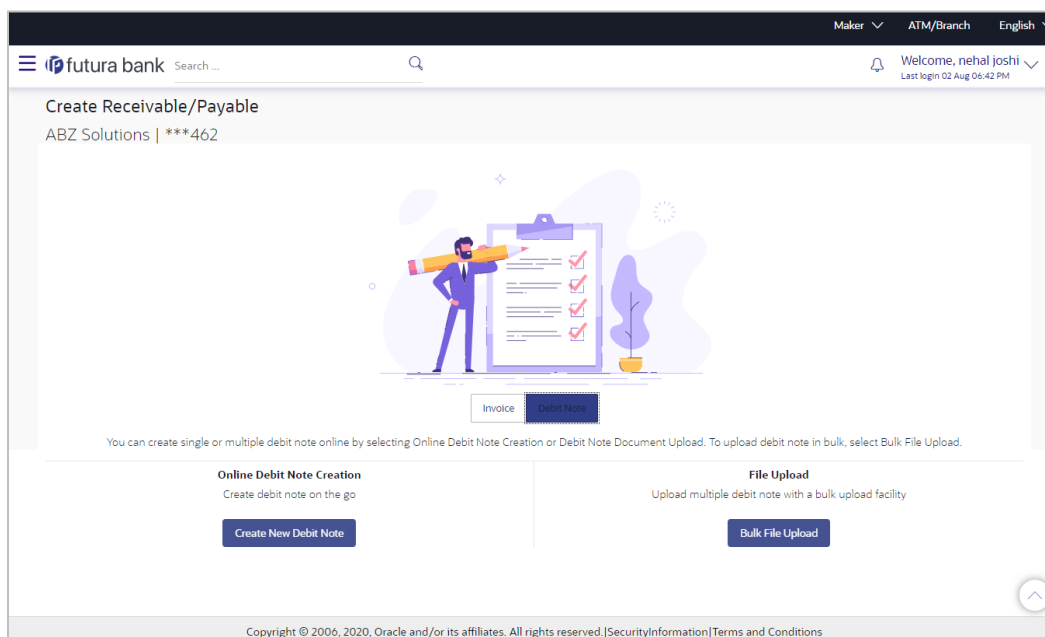 Maker ATM/Branch English
futura bank Search ... Welcome, nehal joshi
Last login 02 Aug 06:42 PM
Create Receivable/Payable
ABZ Solutions | ***462
Invoice Debit Note
You can create single or multiple debit note online by selecting Online Debit Note Creation or Debit Note Document Upload. To upload debit note in bulk, select Bulk File Upload.
Online Debit Note Creation
Create debit note on the go
Create New Debit Note
File Upload
Upload multiple debit note with a bulk upload facility
Bulk File Upload
Copyright © 2006, 2020, Oracle and/or its affiliates. All rights reserved.|SecurityInformation|Terms and Conditions